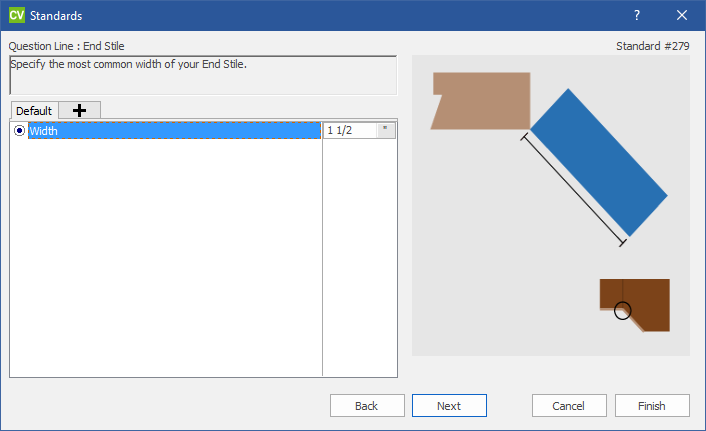 CV Standards ?
Question Line : End Stile
Standard #279
Specify the most common width of your End Stile.
Default
Width
1 1/2 "
Back
Next
Cancel
Finish